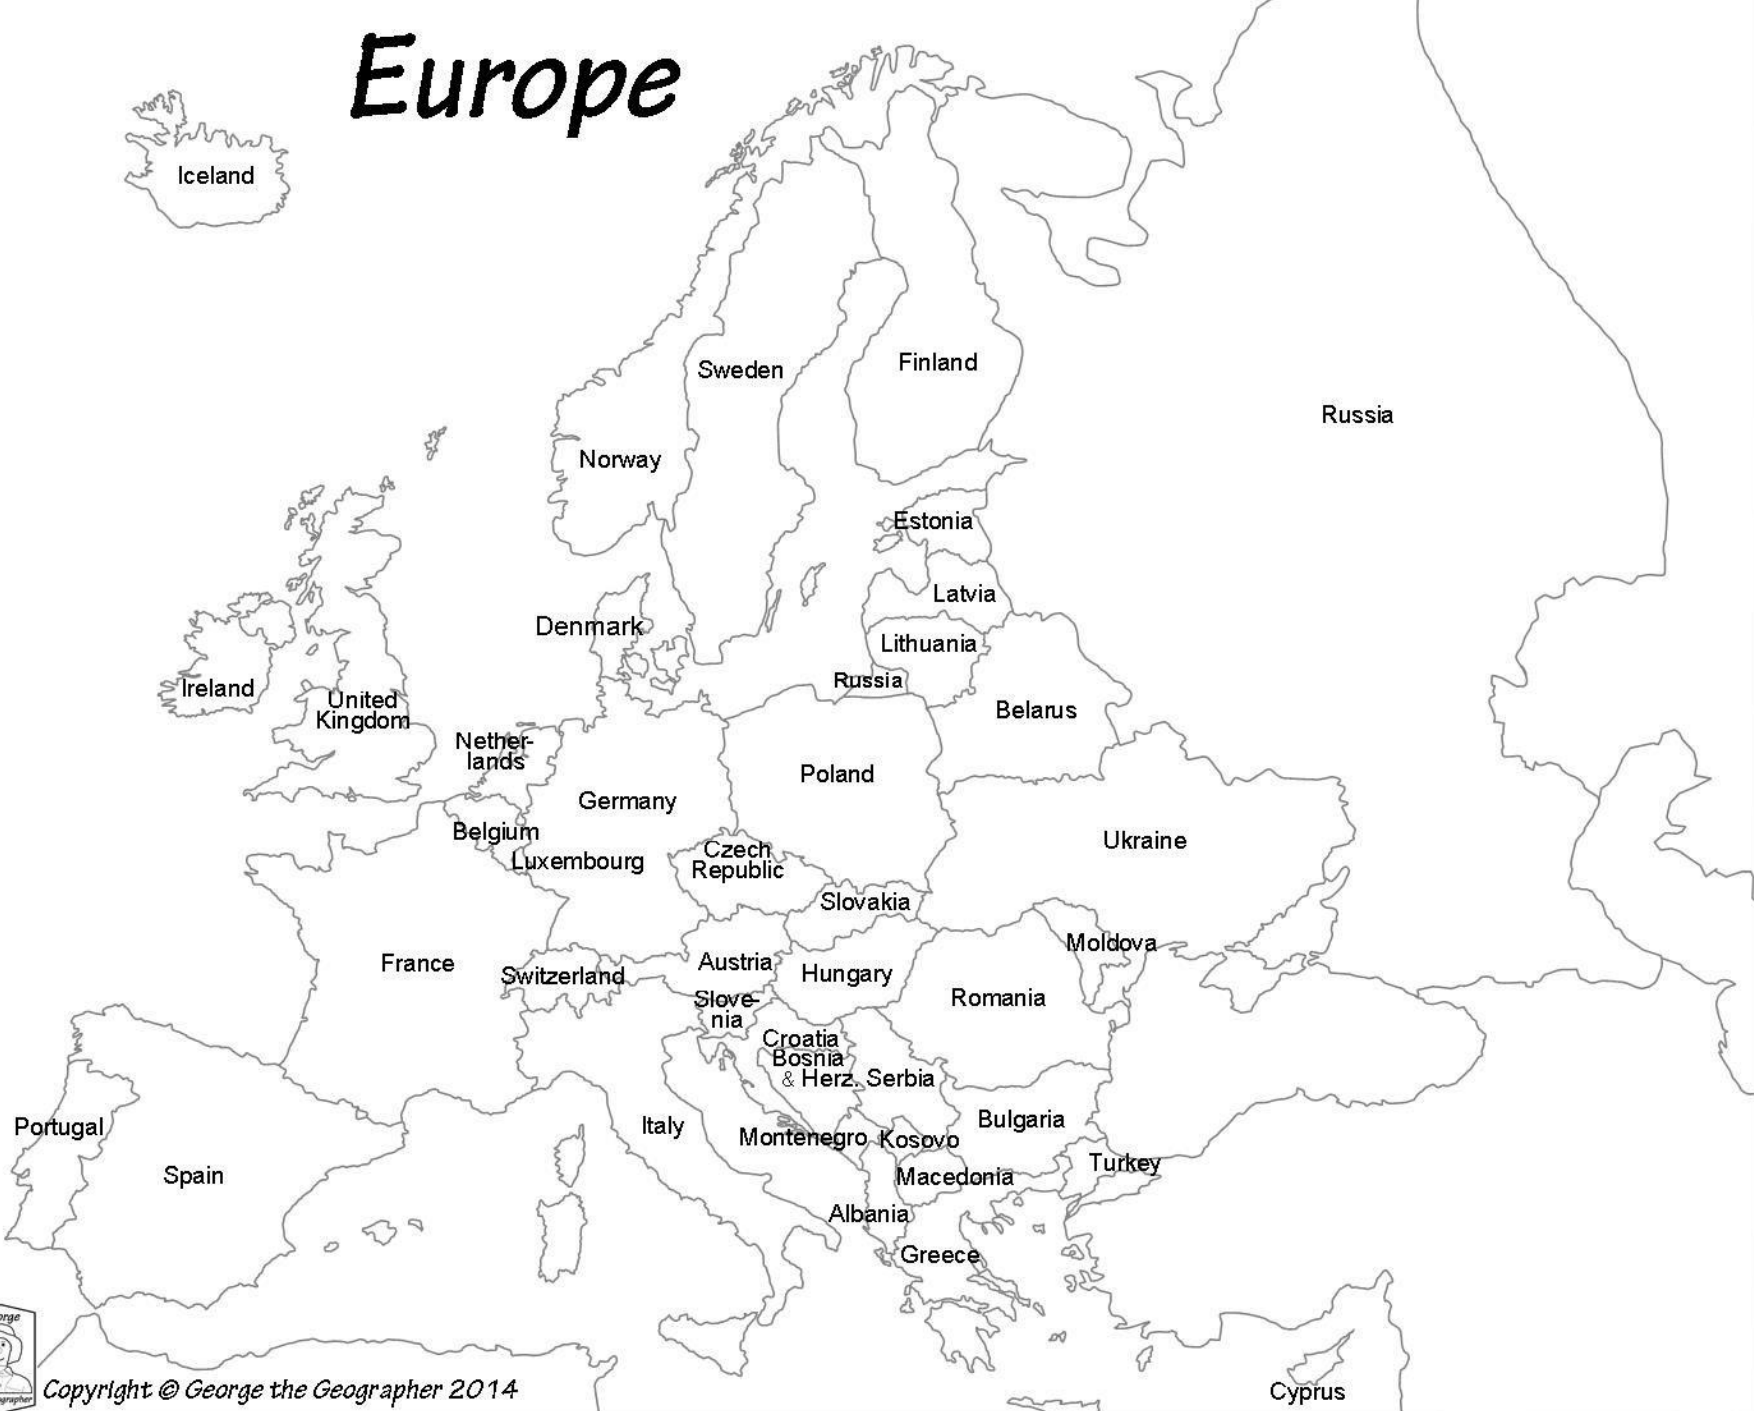 Europe
Iceland
Finland
Sweden
Russia
Norway
Estonia
Latvia
Denmark
Lithuania
Russia
Ireland
United
Kingdom
Belarus
Nether-
lands
Poland
Germany
Belgium
Ukraine
Luxembourg
Czech
Republic
Slovakia
Moldova
France
Switzerland
Austria
Hungary
Romania
Slove-
nia
Croatia
Bosnia
& Herz.
Serbia
Portugal
Italy
Bulgaria
Montenegro
Kosovo
Spain
Turkey
Macedonia
Albania
Greece
Cyprus
Copyright © George the Geographer 2014